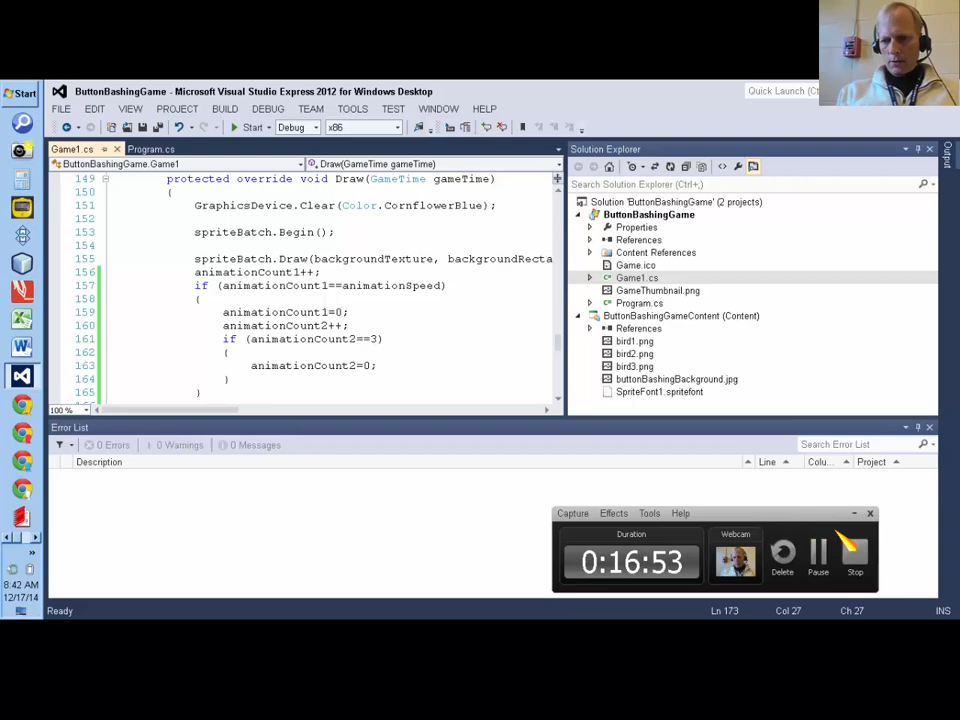 Start
ButtonBashingGame - Microsoft Visual Studio Express 2012 for Windows Desktop
Quick Launch (Ct
FILE EDIT VIEW PROJECT BUILD DEBUG TEAM TOOLS TEST WINDOW HELP
Start Debug x86
Game1.cs Program.cs
ButtonBashingGame.Game1 Draw(GameTime gameTime)
149 protected override void Draw(GameTime gameTime)
150 {
151 GraphicsDevice.Clear(Color.CornflowerBlue);
152
153 spriteBatch.Begin();
154
155 spriteBatch.Draw(backgroundTexture, backgroundRecta
156 animationCount1++;
157 if (animationCount1==animationSpeed)
158 {
159 animationCount1=0;
160 animationCount2++;
161 if (animationCount2==3)
162 {
163 animationCount2=0;
164 }
165 )
100 %
Solution Explorer
Search Solution Explorer (Ctrl+;)
Solution 'ButtonBashingGame' (2 projects)
ButtonBashingGame
Properties
References
Content References
Game.ico
Game1.cs
GameThumbnail.png
Program.cs
ButtonBashingGameContent (Content)
References
bird1.png
bird2.png
bird3.png
buttonBashingBackground.jpg
SpriteFont1.spritefont
Output
Error List
0 Errors 0 Warnings 0 Messages
Search Error List
Description Line Colu... Project
Capture Effects Tools Help
Duration
0:16:53
Webcam
Delete Pause Stop
8:42 AM
12/17/14
Ready Ln 173 Col 27 Ch 27 INS